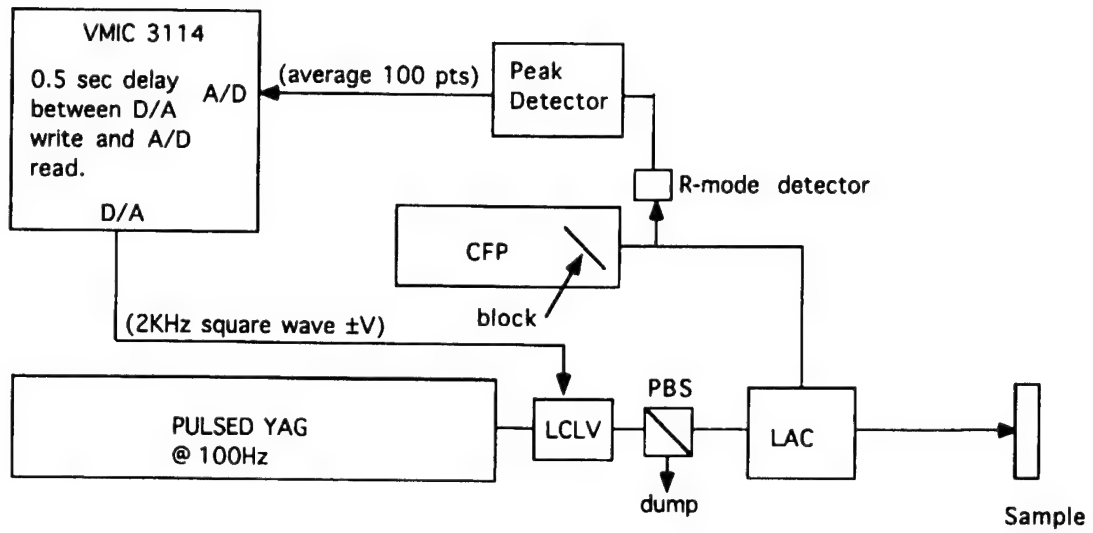 VMIC 3114
0.5 sec delay
between D/A
write and A/D
read.
A/D
D/A
(average 100 pts)
Peak
Detector
R-mode detector
CFP
block
(2KHz square wave ±V)
PULSED YAG
@ 100Hz
LCLV
PBS
dump
LAC
Sample